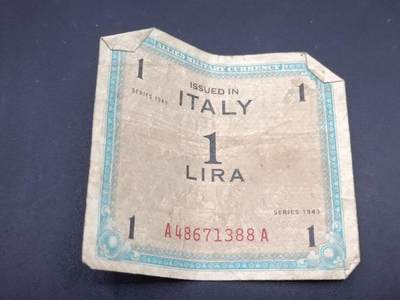 ALLIED MILITARY CURRENCY
1
1
ISSUED IN
SERIES 1943
ITALY
1
LIRA
SERIES 1943
1
A48671388A
1